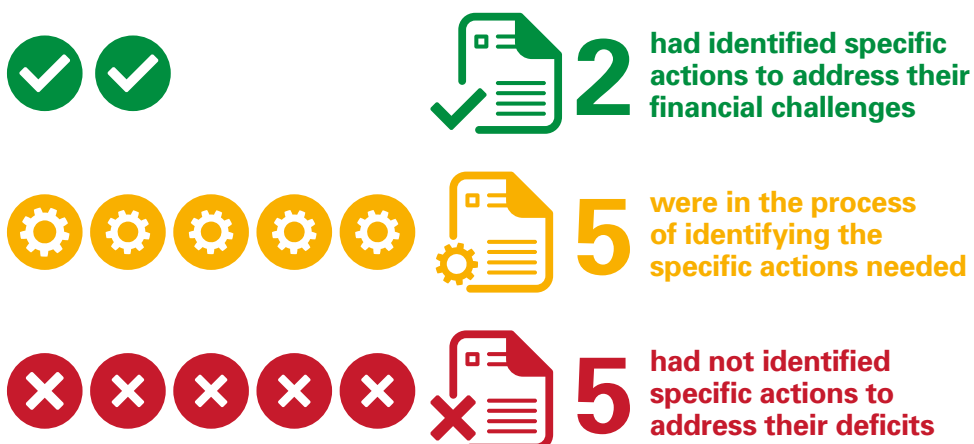 2
had identified specific
actions to address their
financial challenges
5
were in the process
of identifying the
specific actions needed
5
had not identified
specific actions to
address their deficits